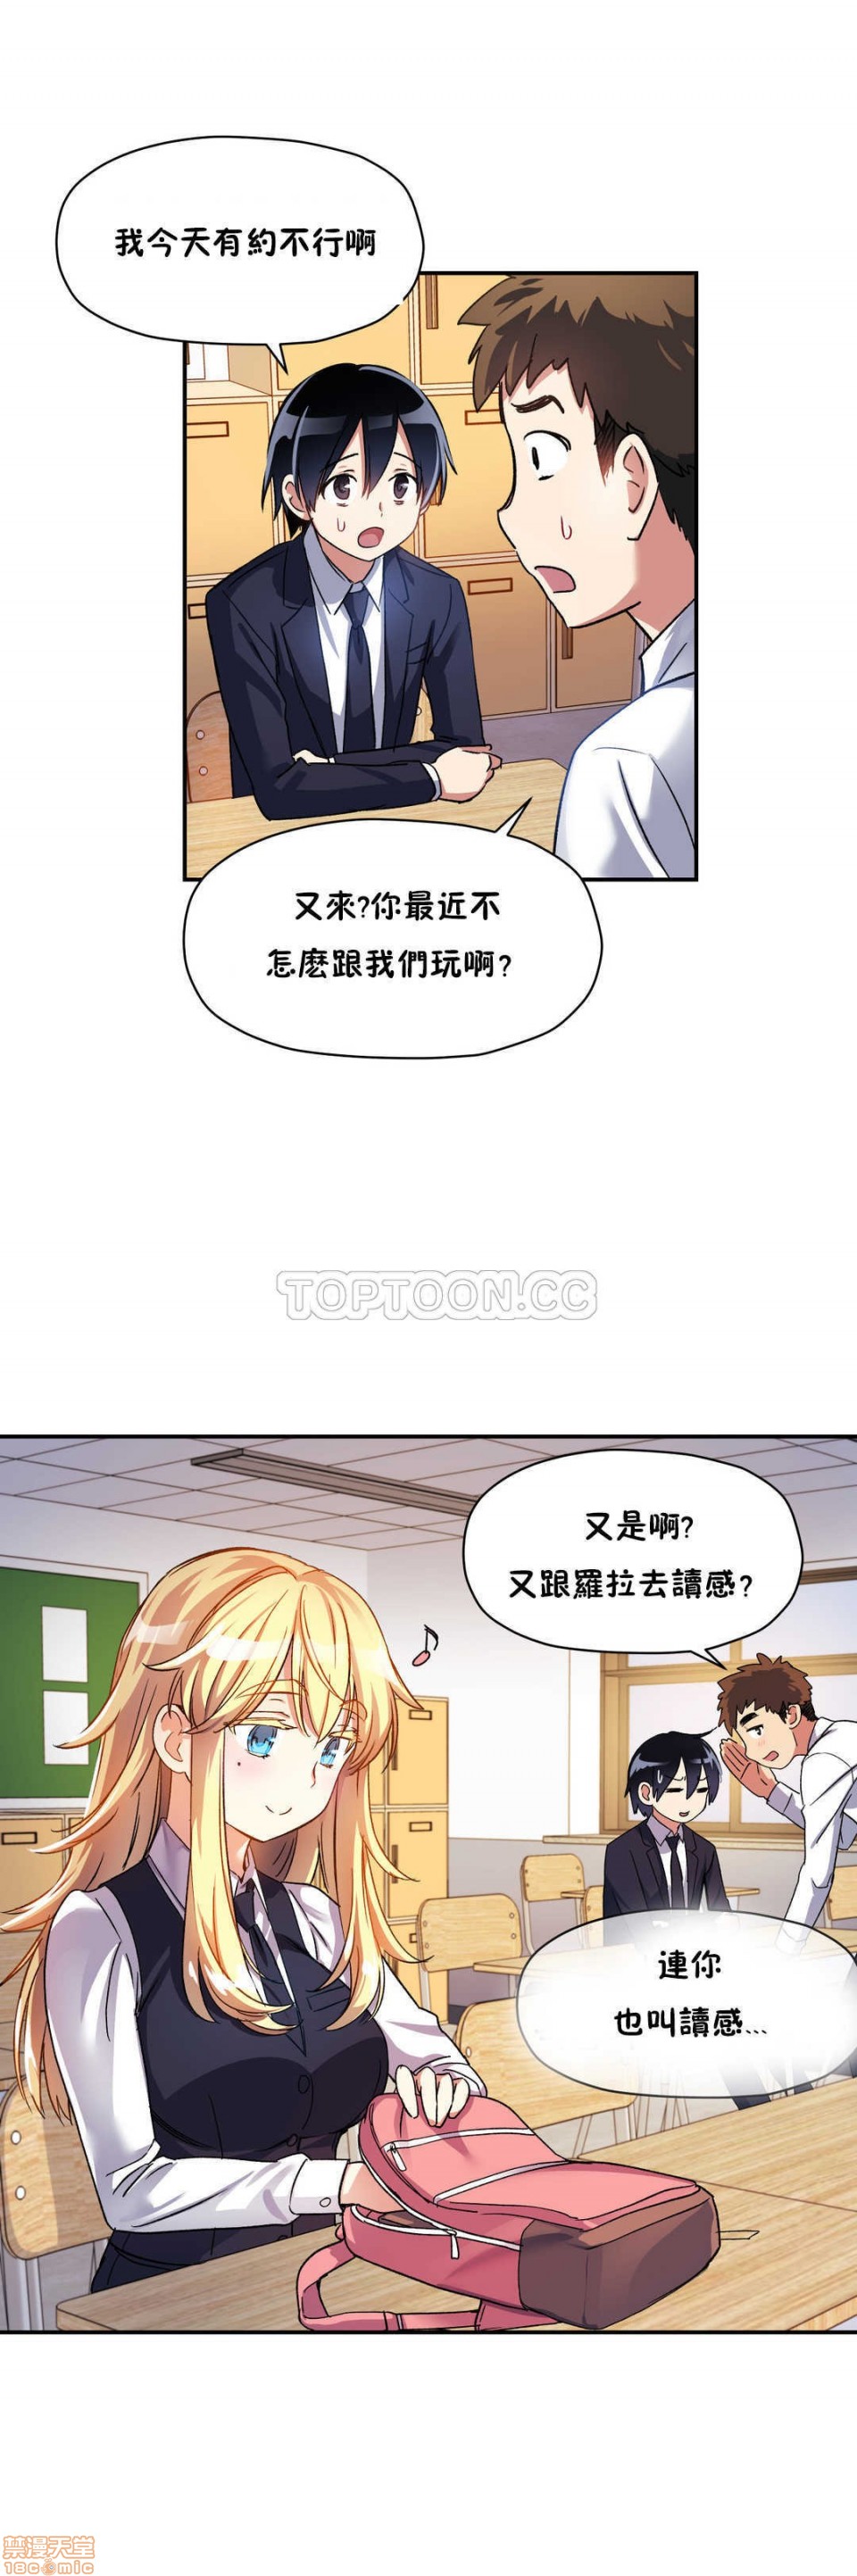 我今天有約不行啊
又來?你最近不
怎麽跟我們玩啊?
TOPTOON.CC
又是啊?
又跟羅拉去讀感?
連你
也叫讀感...
禁漫天堂
18comic